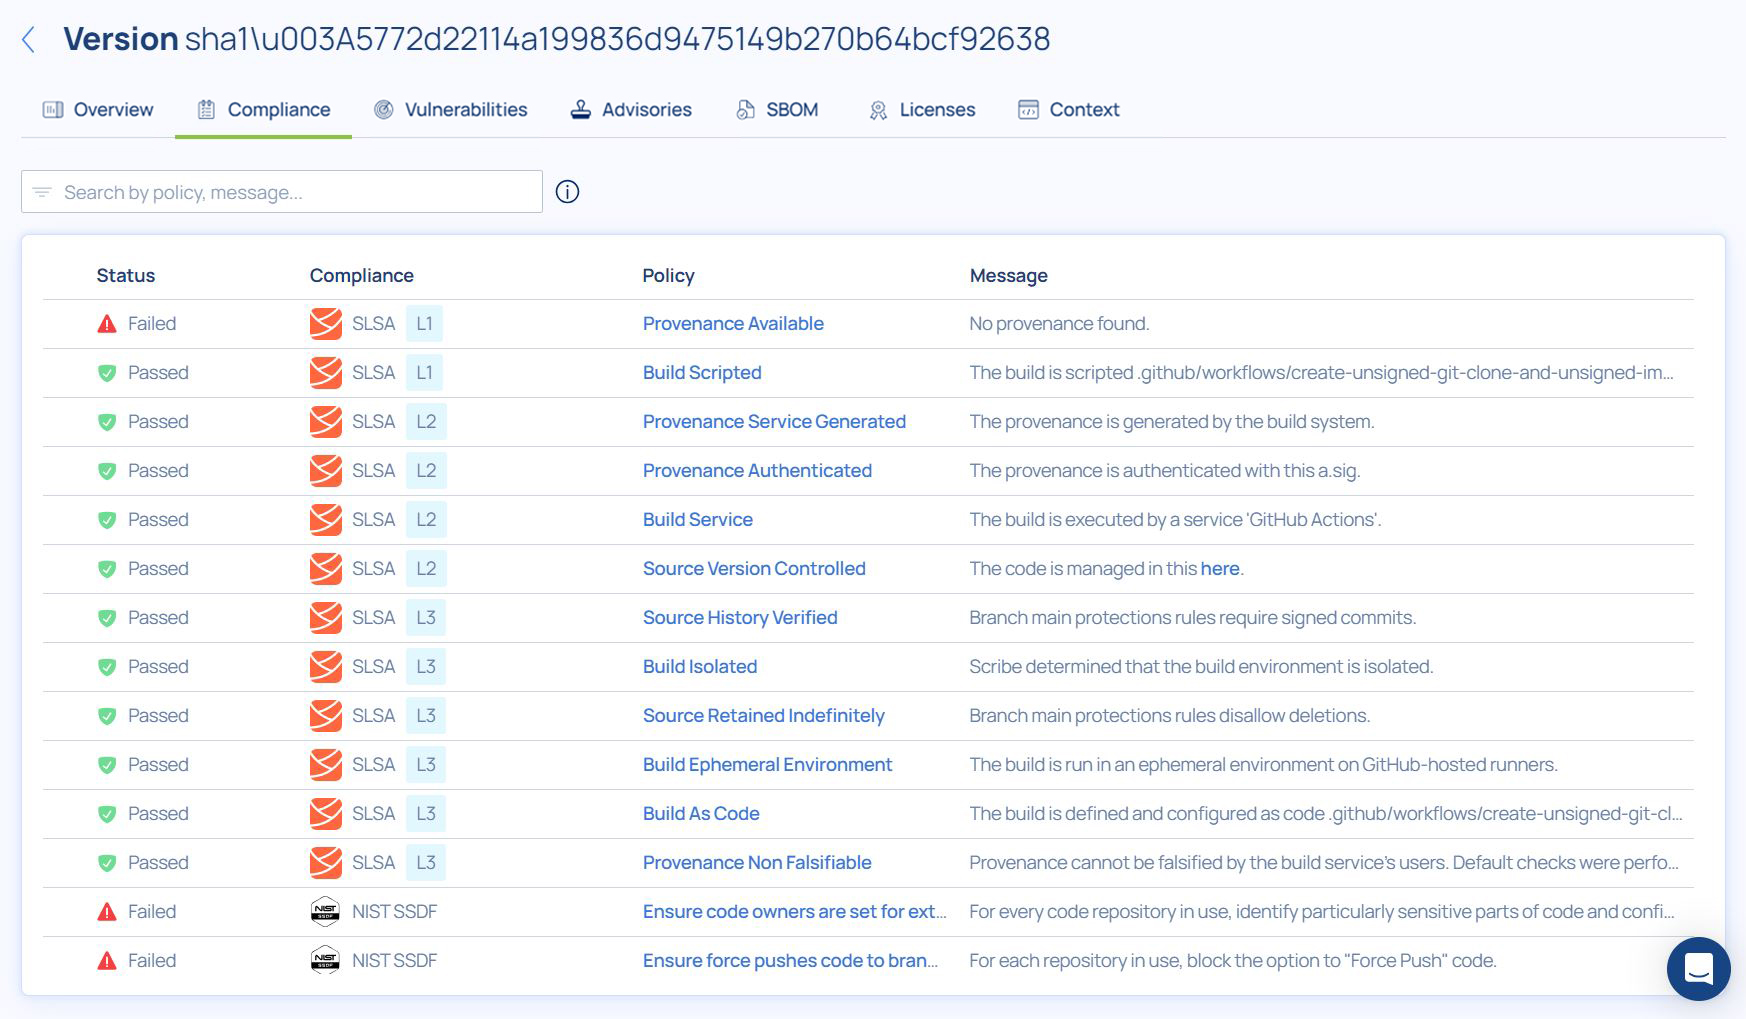 Version sha1\u003A5772d22114a199836d9475149b270b64bcf92638
Overview Compliance Vulnerabilities Advisories SBOM Licenses Context
Search by policy, message...
Status Compliance Policy Message
Failed SLSA L1 Provenance Available No provenance found.
Passed SLSA L1 Build Scripted The build is scripted .github/workflows/create-unsigned-git-clone-and-unsigned-im...
Passed SLSA L2 Provenance Service Generated The provenance is generated by the build system.
Passed SLSA L2 Provenance Authenticated The provenance is authenticated with this a.sig.
Passed SLSA L2 Build Service The build is executed by a service 'GitHub Actions'.
Passed SLSA L2 Source Version Controlled The code is managed in this here.
Passed SLSA L3 Source History Verified Branch main protections rules require signed commits.
Passed SLSA L3 Build Isolated Scribe determined that the build environment is isolated.
Passed SLSA L3 Source Retained Indefinitely Branch main protections rules disallow deletions.
Passed SLSA L3 Build Ephemeral Environment The build is run in an ephemeral environment on GitHub-hosted runners.
Passed SLSA L3 Build As Code The build is defined and configured as code .github/workflows/create-unsigned-git-cl...
Passed SLSA L3 Provenance Non Falsifiable Provenance cannot be falsified by the build service's users. Default checks were perfo...
Failed NIST SSDF NIST SSDF Ensure code owners are set for ext... For every code repository in use, identify particularly sensitive parts of code and confi...
Failed NIST SSDF NIST SSDF Ensure force pushes code to bran... For each repository in use, block the option to "Force Push" code.